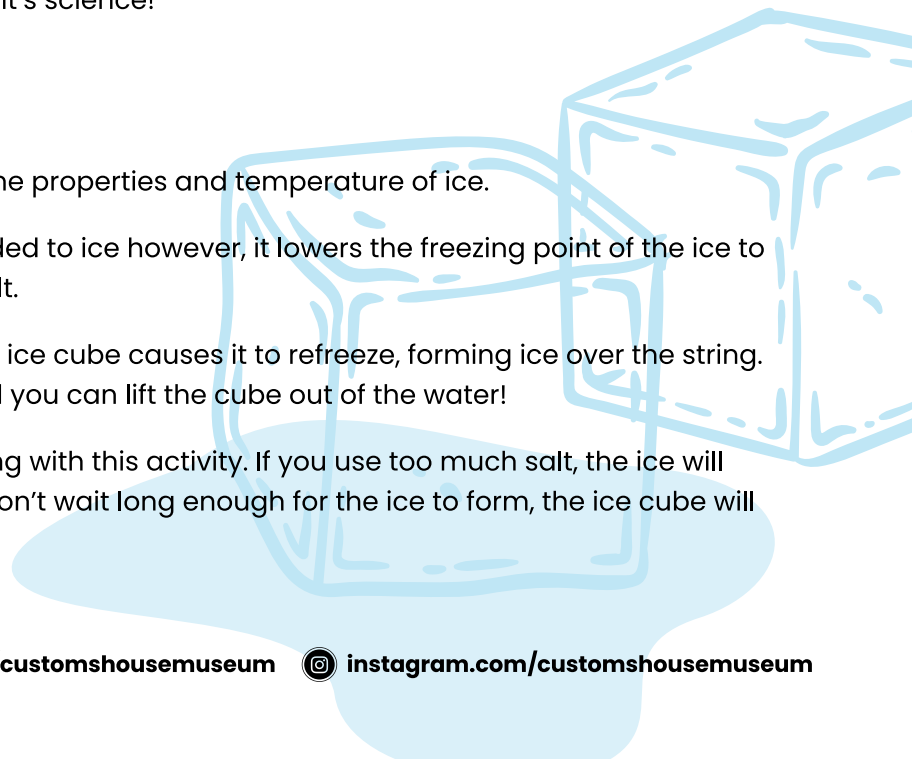 it's science!
he properties and temperature of ice.
ded to ice however, it lowers the freezing point of the ice to
lt.
ice cube causes it to refreeze, forming ice over the string.
d you can lift the cube out of the water!
ng with this activity. If you use too much salt, the ice will
on't wait long enough for the ice to form, the ice cube will
customshousemuseum instagram.com/customshousemuseum